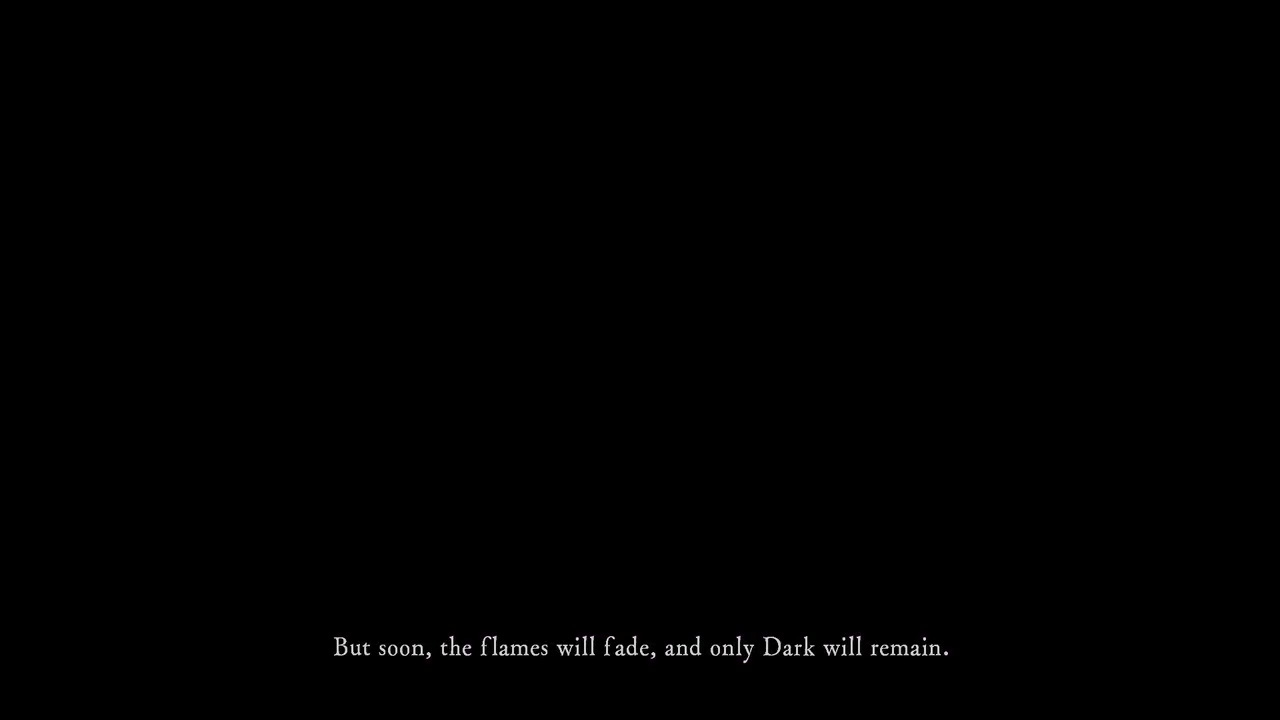 But soon, the flames will fade, and only Dark will remain.